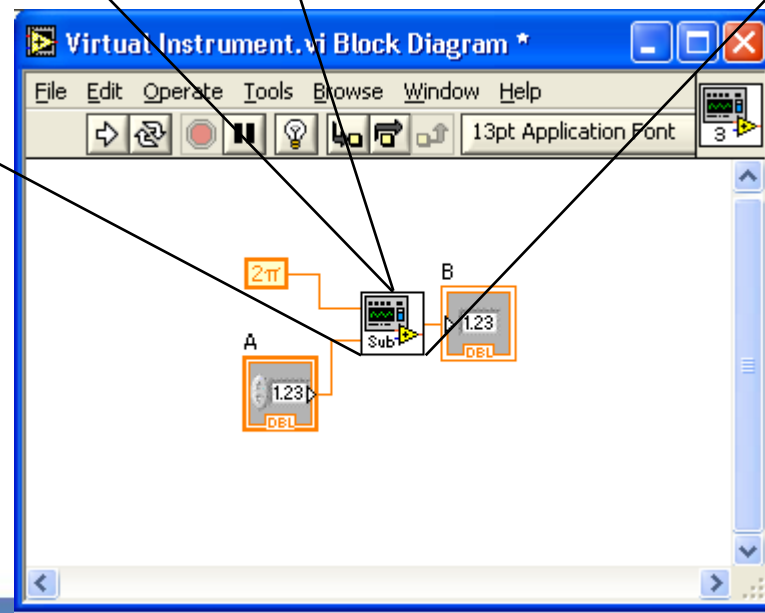 Virtual Instrument.vi Block Diagram *
File Edit Operate Tools Browse Window Help
13pt Application Font
3
2π
B
1.23
DBL
Sub
A
1.23
DBL